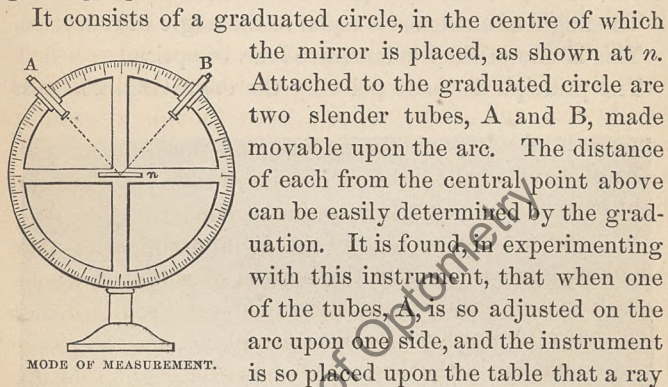 It consists of a graduated circle, in the centre of which
the mirror is placed, as shown at n.
Attached to the graduated circle are
two slender tubes, A and B, made
movable upon the arc. The distance
of each from the central point above
can be easily determined by the grad-
uation. It is found, in experimenting
with this instrument, that when one
of the tubes, A, is so adjusted on the
arc upon one side, and the instrument
is so placed upon the table that a ray
A
B
n
MODE OF MEASUREMENT.
of Optometry